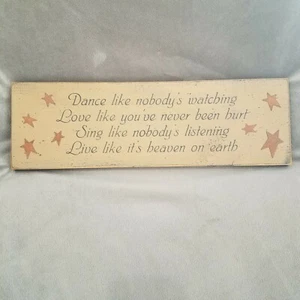 Dance like nobody's watching
Love like you've never been hurt
Sing like nobody's listening
Live like it's heaven on earth